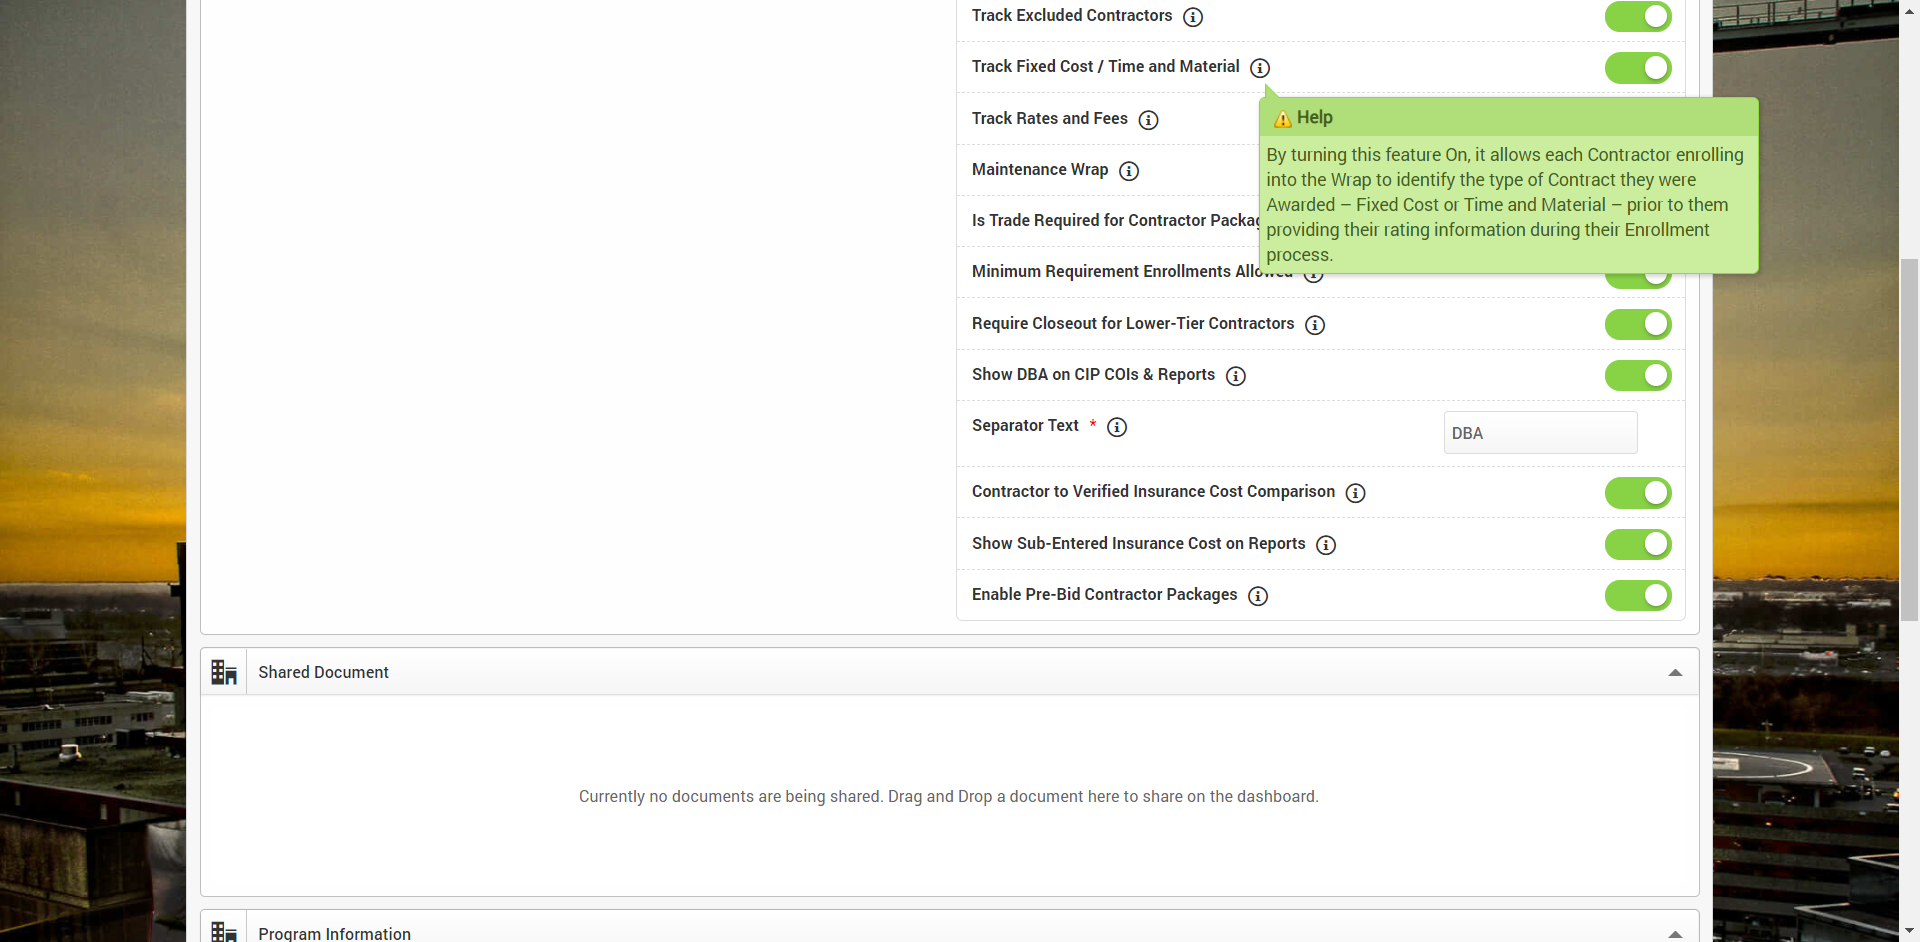 Track Excluded Contractors
Track Fixed Cost / Time and Material
Help
By turning this feature On, it allows each Contractor enrolling
into the Wrap to identify the type of Contract they were
Awarded – Fixed Cost or Time and Material – prior to them
providing their rating information during their Enrollment
process.
Track Rates and Fees
Maintenance Wrap
Is Trade Required for Contractor
Minimum Requirement Enrollments Allowed
Require Closeout for Lower-Tier Contractors
Show DBA on CIP COIs & Reports
Separator Text *
DBA
Contractor to Verified Insurance Cost Comparison
Show Sub-Entered Insurance Cost on Reports
Enable Pre-Bid Contractor Packages
Shared Document
Currently no documents are being shared. Drag and Drop a document here to share on the dashboard.
Program Information